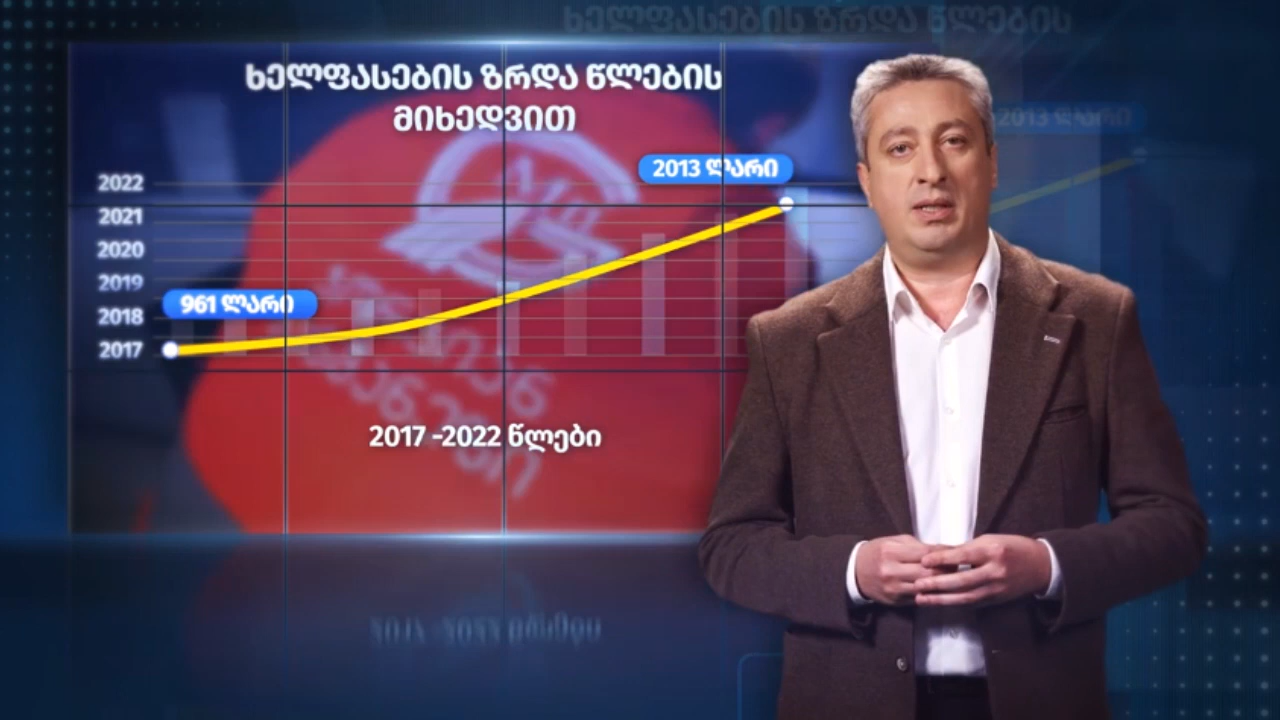 ხელფასების ზრდა წლების
მიხედვით
2013 ლარი
2022
2021
2020
2019
961 ლარი
2018
2017
2017 -2022 წლები